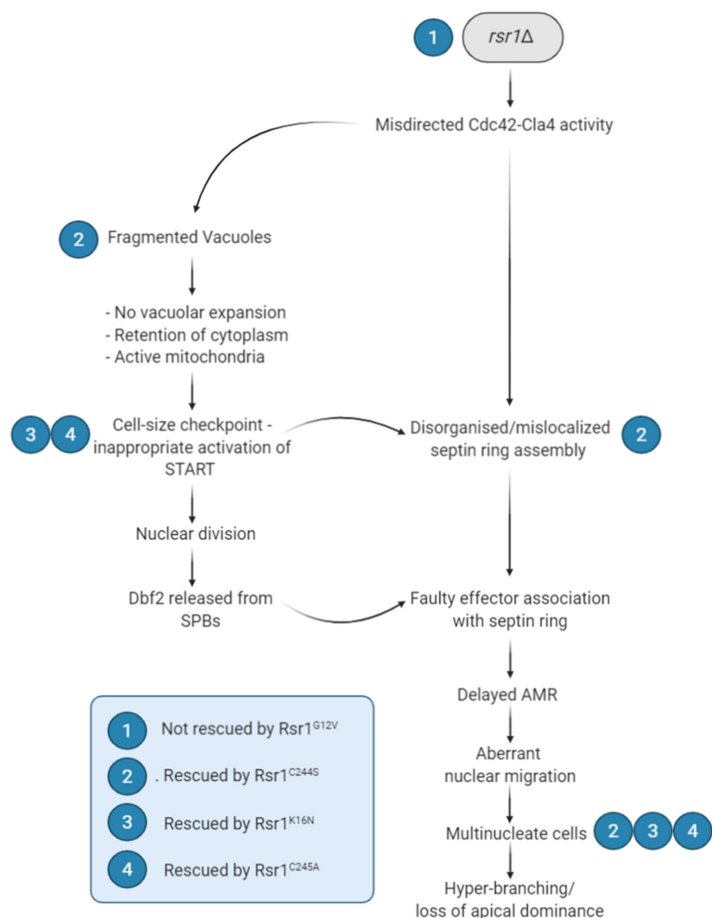 1
rsr1Δ
Misdirected Cdc42-Cla4 activity
2
Fragmented Vacuoles
- No vacuolar expansion
- Retention of cytoplasm
- Active mitochondria
3 4
Cell-size checkpoint -
inappropriate activation of
START
Disorganised/mislocalized
septin ring assembly
2
Nuclear division
Dbf2 released from
SPBs
Faulty effector association
with septin ring
Delayed AMR
Aberrant
nuclear migration
Multinucleate cells 2 3 4
Hyper-branching/
loss of apical dominance
1 Not rescued by Rsr1G12V
2 . Rescued by Rsr1C244S
3 Rescued by Rsr1K16N
4 Rescued by Rsr1C245A